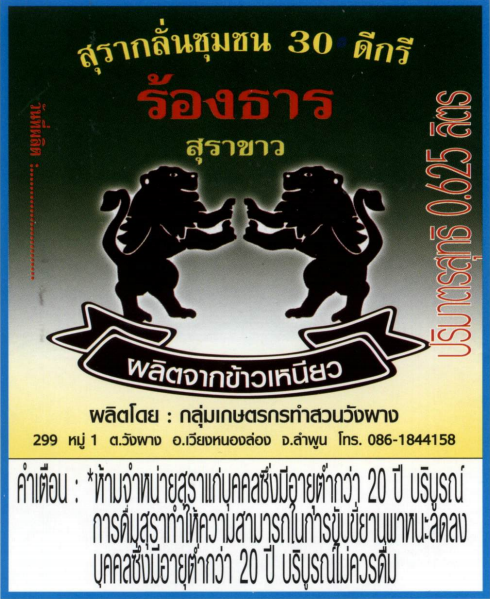 สุรากลั่นชุมชน 30 ดีกรี
ร้องธาร
สุราขาว
วันที่ผลิต :........................
ปริมาตรสุทธิ 0.625 ลิตร
ผลิตจากข้าวเหนียว
ผลิตโดย : กลุ่มเกษตรกรทำสวนวังผาง
299 หมู่ 1 ต.วังผาง อ.เวียงหนองล่อง จ.ลำพูน โทร. 086-1844158
คำเตือน : *ห้ามจำหน่ายสุราแก่บุคคลซึ่งมีอายุต่ำกว่า 20 ปี บริบูรณ์
การดื่มสุราทำให้ความสามารถในการขับขี่ยานพาหนะลดลง
บุคคลซึ่งมีอายุต่ำกว่า 20 ปี บริบูรณ์ไม่ควรดื่ม